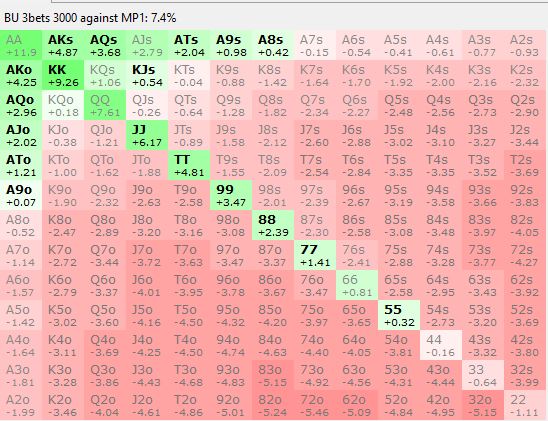 BU 3bets 3000 against MP1: 7.4%
AA AKs AQs AJs ATs A9s A8s A7s A6s A5s A4s A3s A2s
+11.9 +4.87 +3.68 +2.79 +2.04 +0.98 +0.42 -0.15 -0.54 -0.41 -0.61 -0.77 -0.93
AKo KK KQs KJs KTs K9s K8s K7s K6s K5s K4s K3s K2s
+4.25 +9.26 +1.06 +0.54 -0.04 -0.88 -1.42 -1.64 -1.70 -1.92 -2.00 -2.16 -2.32
AQo KQo QQ QJs QTs Q9s Q8s Q7s Q6s Q5s Q4s Q3s Q2s
+2.96 +0.18 +7.61 -0.26 -0.64 -1.28 -1.82 -2.34 -2.27 -2.48 -2.56 -2.73 -2.90
AJo KJo QJo JJ JTs J9s J8s J7s J6s J5s J4s J3s J2s
+2.02 -0.38 -1.21 +6.17 -0.89 -1.58 -2.12 -2.60 -2.88 -3.02 -3.10 -3.27 -3.44
ATo KTo QTo JTo TT T9s T8s T7s T6s T5s T4s T3s T2s
+1.21 -1.00 -1.62 -1.88 +4.81 -1.55 -2.09 -2.54 -2.84 -3.35 -3.35 -3.52 -3.69
A9o K9o Q9o J9o T9o 99 98s 97s 96s 95s 94s 93s 92s
+0.07 -1.90 -2.32 -2.63 -2.58 +3.47 -2.01 -2.39 -2.67 -3.19 -3.58 -3.66 -3.83
A8o K8o Q8o J8o T8o 98o 88 87s 86s 85s 84s 83s 82s
-0.52 -2.47 -2.89 -3.20 -3.16 -3.08 +2.39 -2.30 -2.58 -3.08 -3.48 -3.97 -4.05
A7o K7o Q7o J7o T7o 97o 87o 77 76s 75s 74s 73s 72s
-1.14 -2.72 -3.44 -3.72 -3.63 -3.47 -3.37 +1.41 -2.41 -2.88 -3.28 -3.77 -4.27
A6o K6o Q6o J6o T6o 96o 86o 76o 66 65s 64s 63s 62s
-1.57 -2.79 -3.37 -4.01 -3.95 -3.78 -3.67 -3.47 +0.81 -2.58 -2.95 -3.43 -3.92
A5o K5o Q5o J5o T5o 95o 85o 75o 65o 55 54s 53s 52s
-1.42 -3.02 -3.60 -4.16 -4.50 -4.32 -4.20 -3.97 -3.65 +0.32 -2.73 -3.20 -3.69
A4o K4o Q4o J4o T4o 94o 84o 74o 64o 54o 44 43s 42s
-1.64 -3.11 -3.69 -4.25 -4.50 -4.74 -4.63 -4.40 -4.05 -3.81 -0.16 -3.32 -3.80
A3o K3o Q3o J3o T3o 93o 83o 73o 63o 53o 43o 33 32s
-1.81 -3.28 -3.86 -4.43 -4.68 -4.83 -5.15 -4.92 -4.56 -4.31 -4.44 -0.64 -3.99
A2o K2o Q2o J2o T2o 92o 82o 72o 62o 52o 42o 32o 22
-1.99 -3.46 -4.04 -4.61 -4.86 -5.01 -5.24 -5.46 -5.09 -4.84 -4.95 -5.15 -1.11